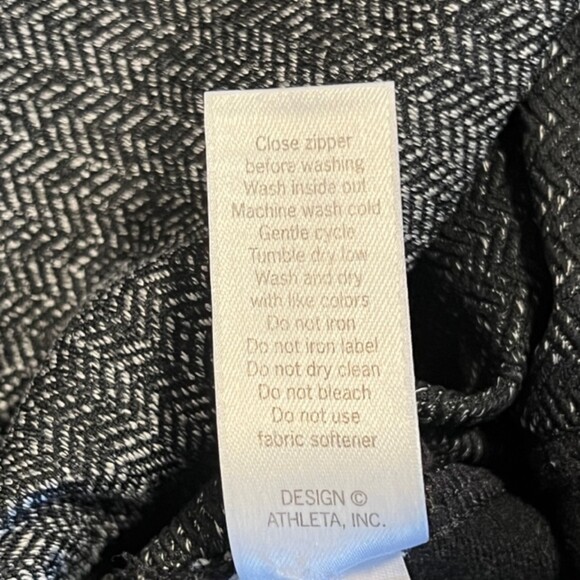 Close zipper
before washing
Wash inside out
Machine wash cold
Gentle cycle
Tumble dry low
Wash and dry
with like colors
Do not iron
Do not iron label
Do not dry clean
Do not bleach
Do not use
fabric softener
DESIGN ©
ATHLETA, INC.